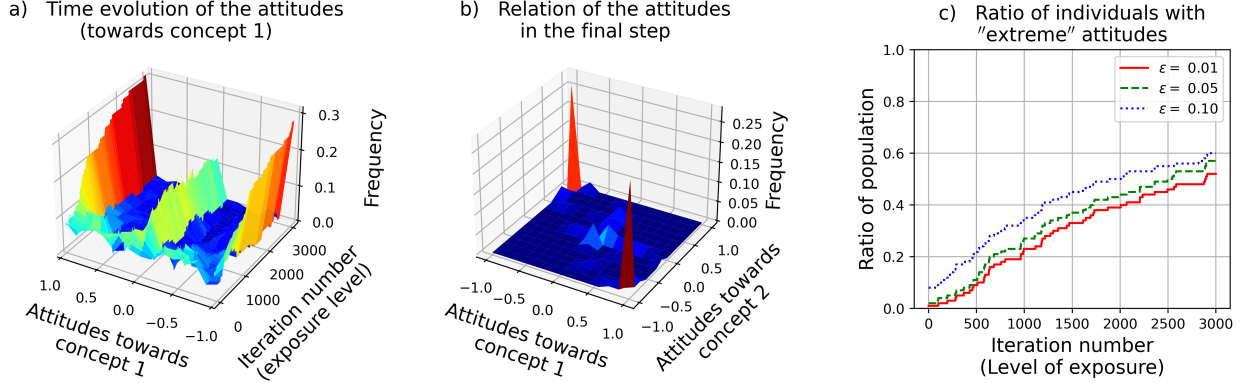 a) Time evolution of the attitudes
(towards concept 1)
0.3
0.2
0.1
0.0
Frequency
3000
2000
1000
0
Iteration number
(exposure level)
1.0
0.5
0.0
−0.5
−1.0
Attitudes towards
concept 1
b) Relation of the attitudes
in the final step
0.25
0.20
0.15
0.10
0.05
0.00
Frequency
1.0
0.5
0.0
−0.5
−1.0
Attitudes towards
concept 2
−1.0
−0.5
0.0
0.5
1.0
Attitudes towards
concept 1
c) Ratio of individuals with
"extreme" attitudes
1.0
0.8
0.6
0.4
0.2
0.0
Ratio of population
ε = 0.01
ε = 0.05
ε = 0.10
0 500 1000 1500 2000 2500 3000
Iteration number
(Level of exposure)